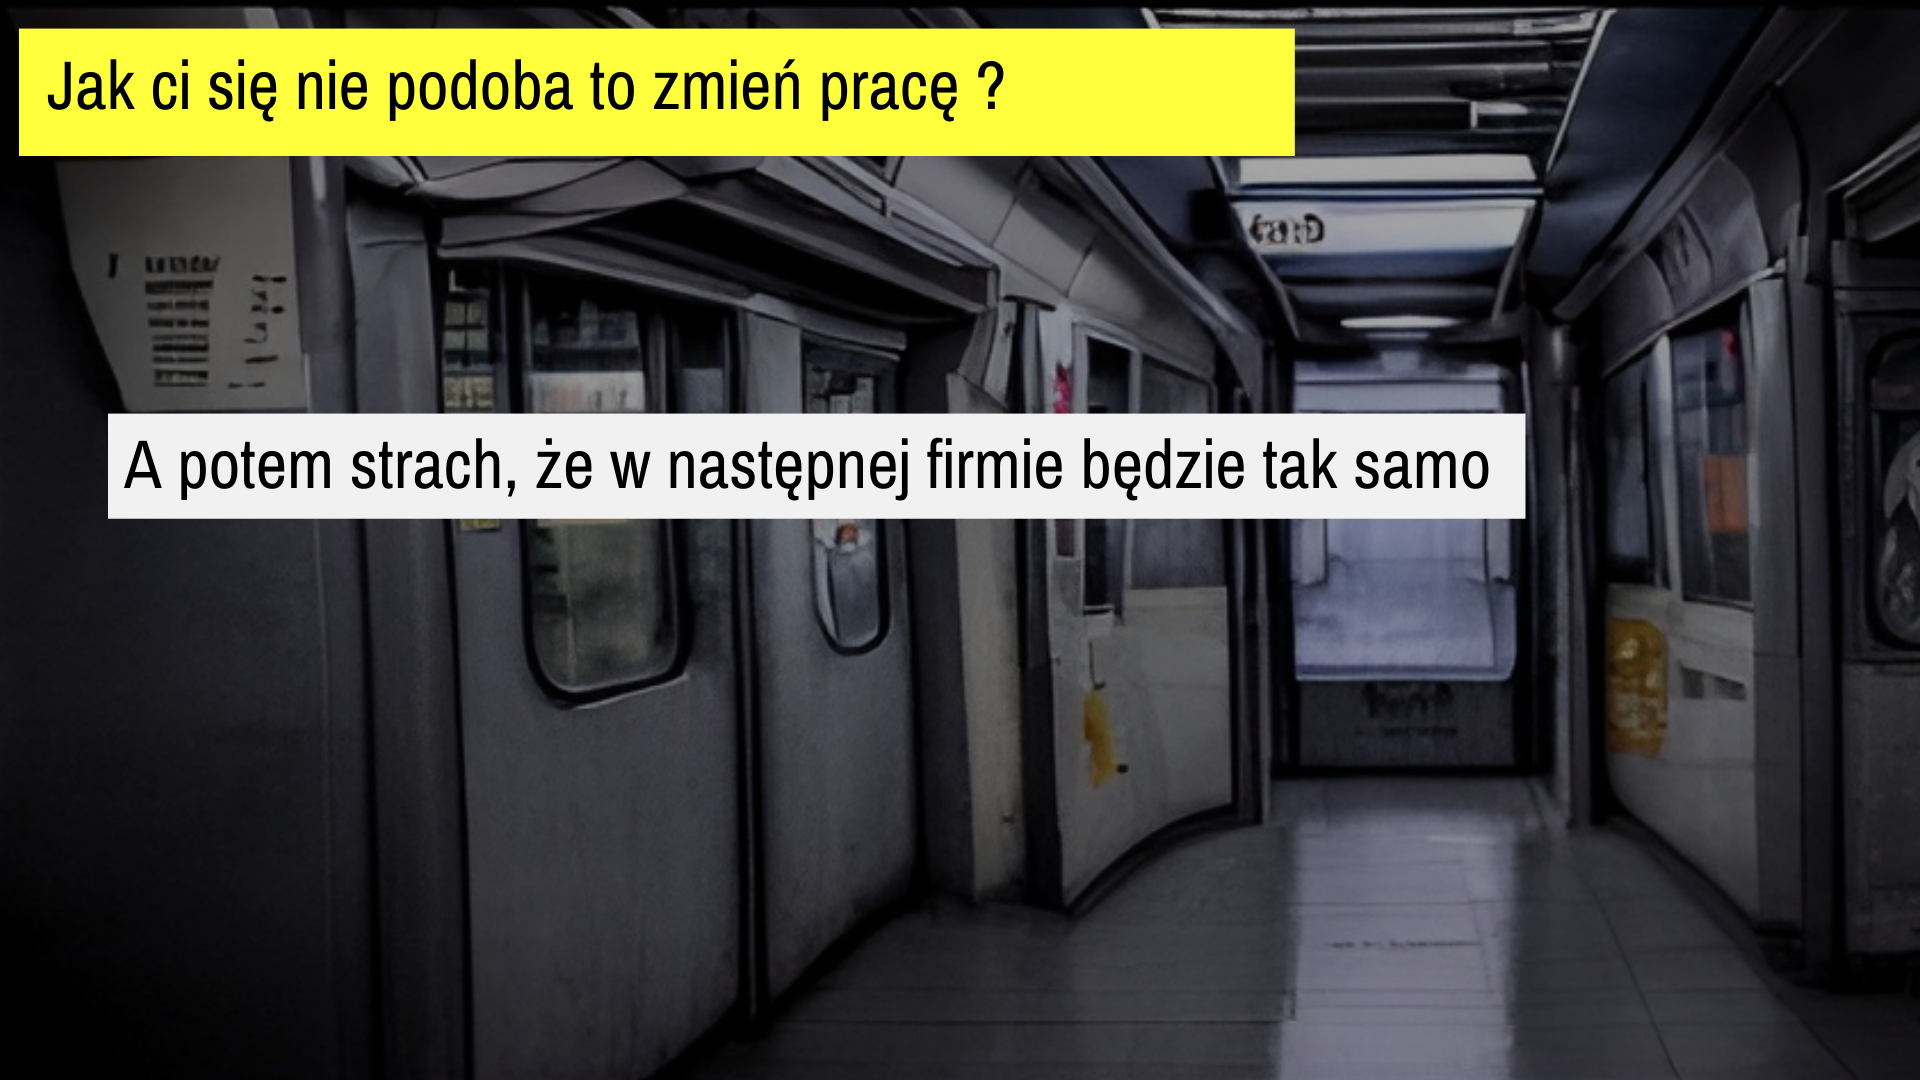 Jak ci się nie podoba to zmień pracę ?
A potem strach, że w następnej firmie będzie tak samo